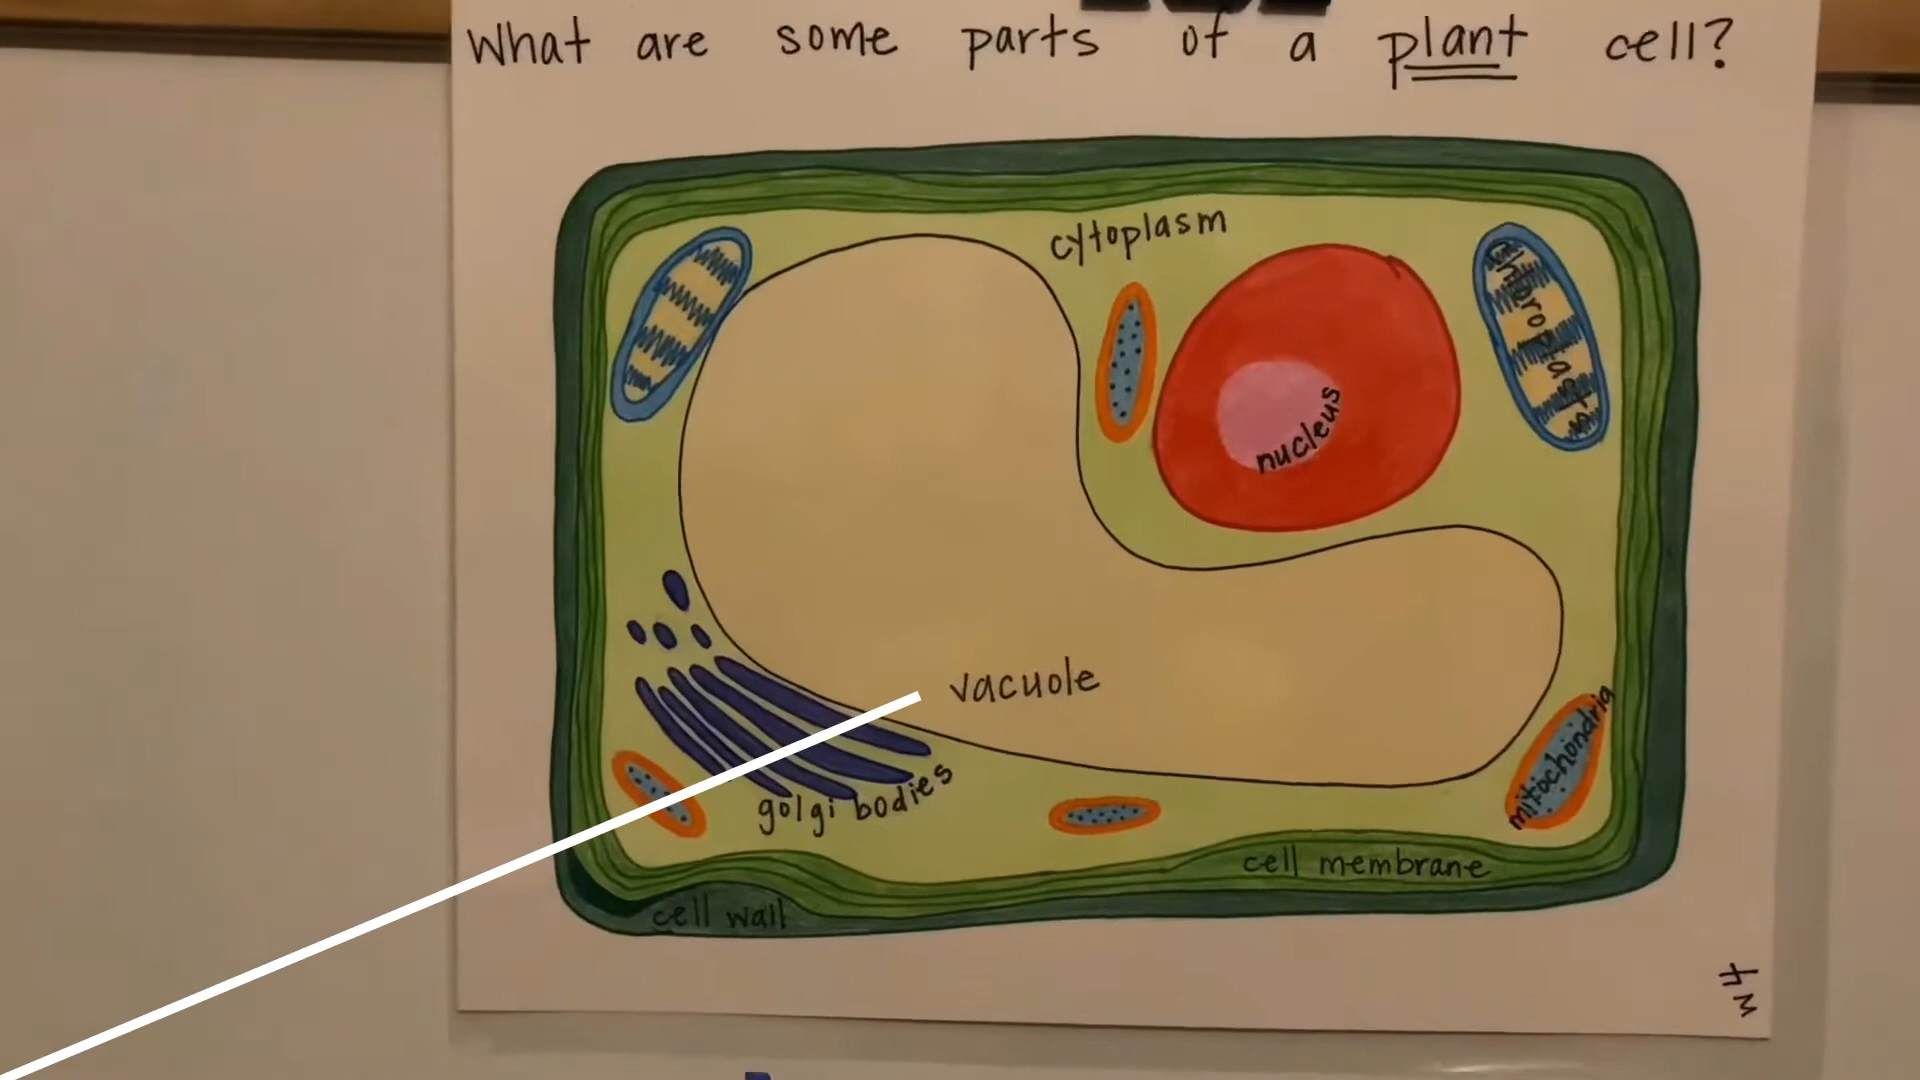 What are some parts of a plant cell?
cytoplasm
chloroplasts
nucleus
vacuole
mitochondria
golgi bodies
cell membrane
cell wall